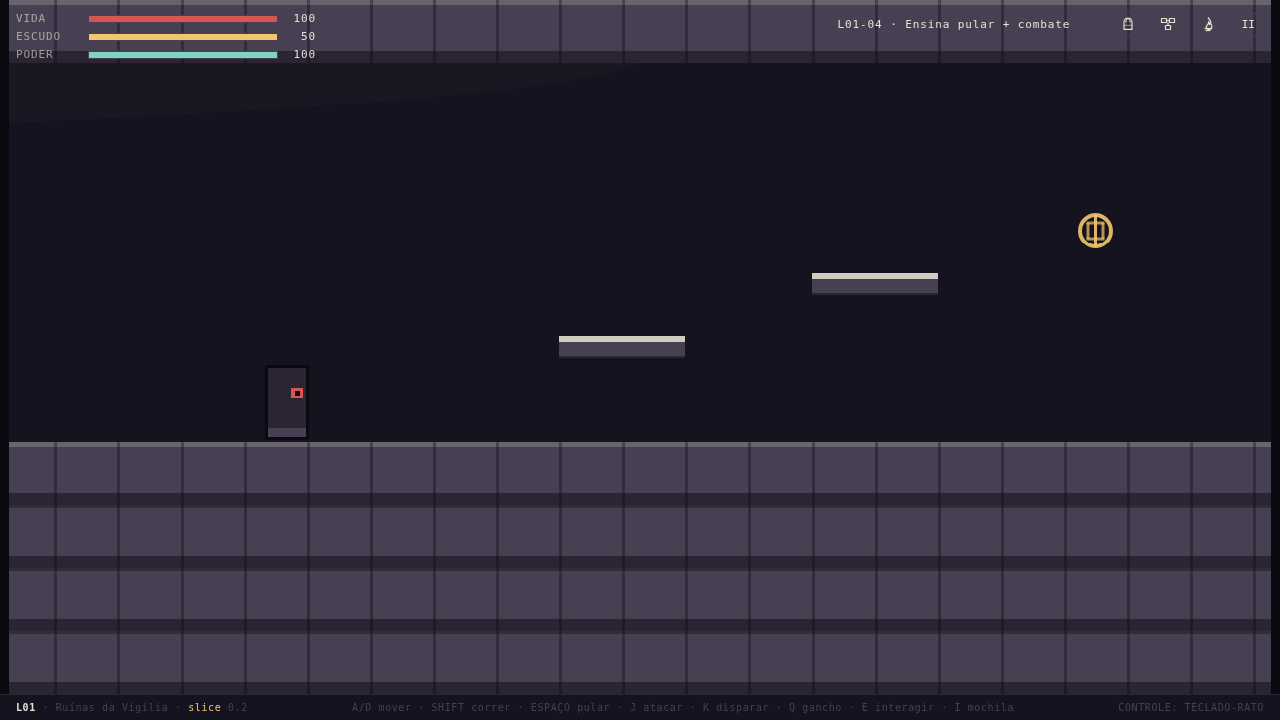 VIDA 100
ESCUDO 50
PODER 100
L01-04 · Ensina pular + combate
II
L01 · Ruínas da Vigília · slice 0.2
A/D mover · SHIFT correr · ESPAÇO pular · J atacar · K disparar · Q gancho · E interagir · I mochila
CONTROLE: TECLADO-RATO